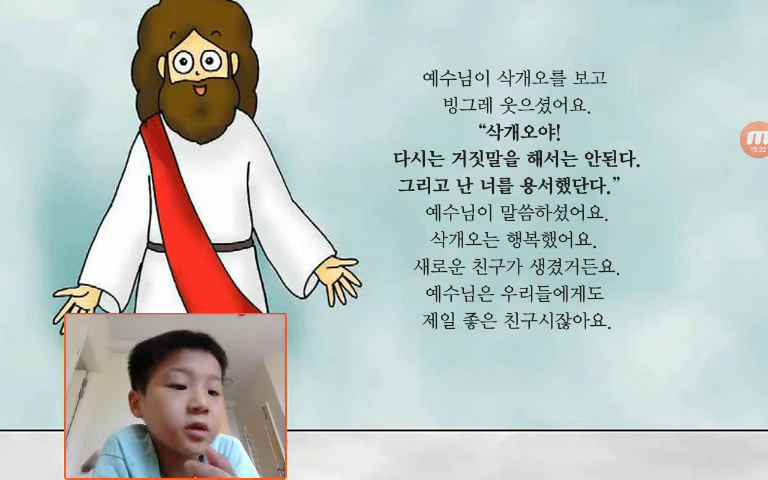 예수님이 삭개오를 보고
빙그레 웃으셨어요.
“삭개오야!
다시는 거짓말을 해서는 안된다.
그리고 난 너를 용서했단다.”
예수님이 말씀하셨어요.
삭개오는 행복했어요.
새로운 친구가 생겼거든요.
예수님은 우리들에게도
제일 좋은 친구시잖아요.